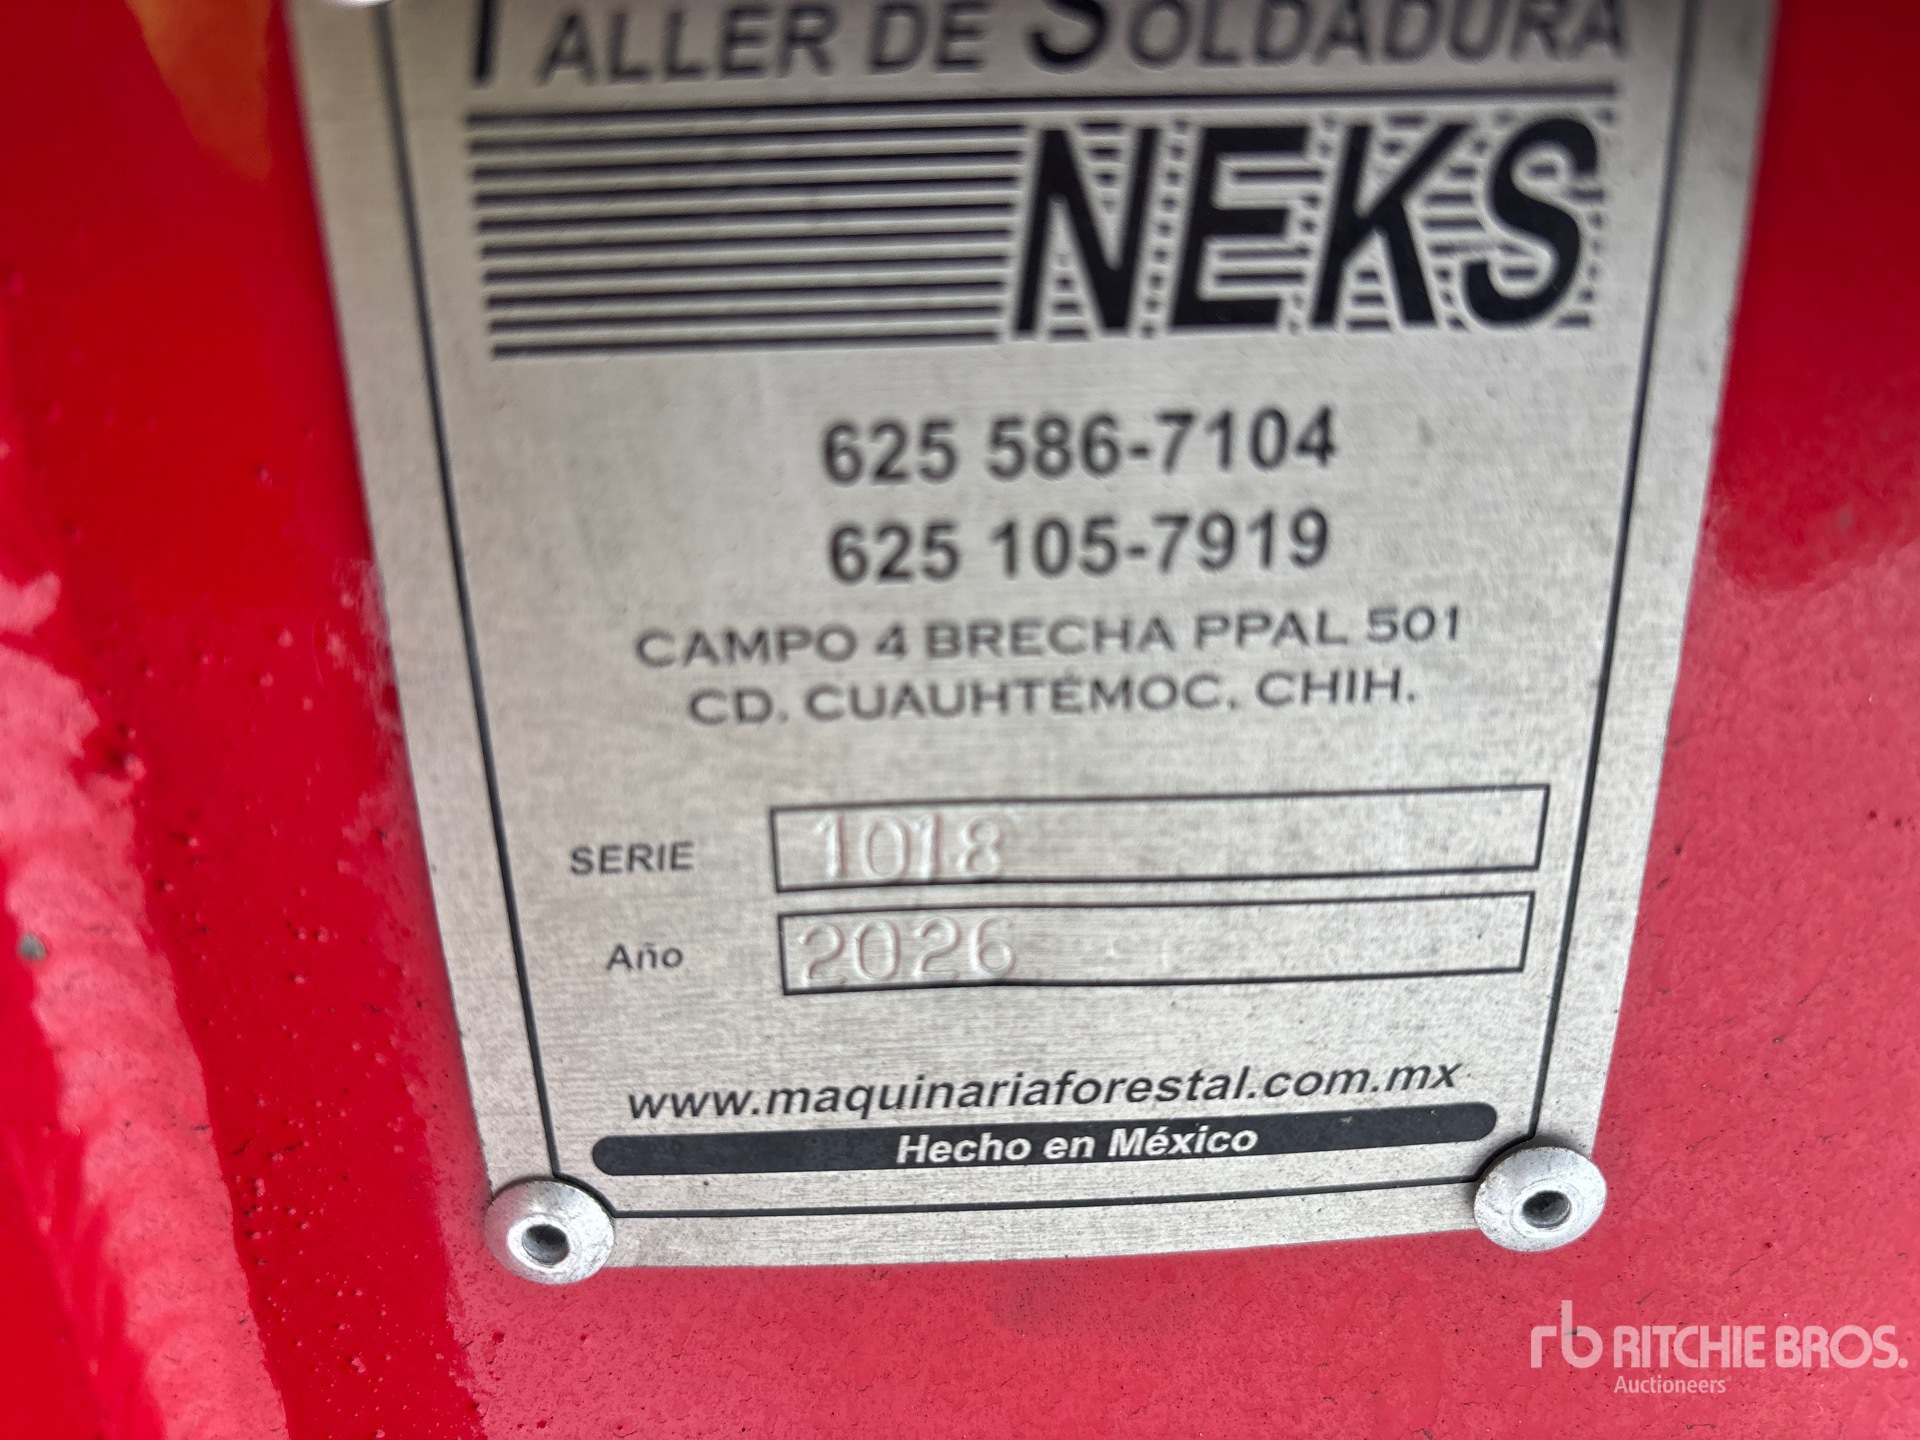 TALLER DE SOLDADURA
NEKS
625 586-7104
625 105-7919
CAMPO 4 BRECHA PPAL 501
CD. CUAUHTÉMOC, CHIH.
SERIE 1018
Año 2026
www.maquinariaforestal.com.mx
Hecho en México
rb RITCHIE BROS.
Auctioneers